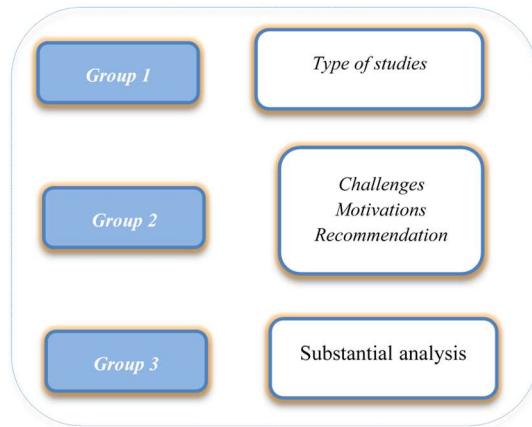 Group 1
Type of studies
Group 2
Challenges
Motivations
Recommendation
Group 3
Substantial analysis